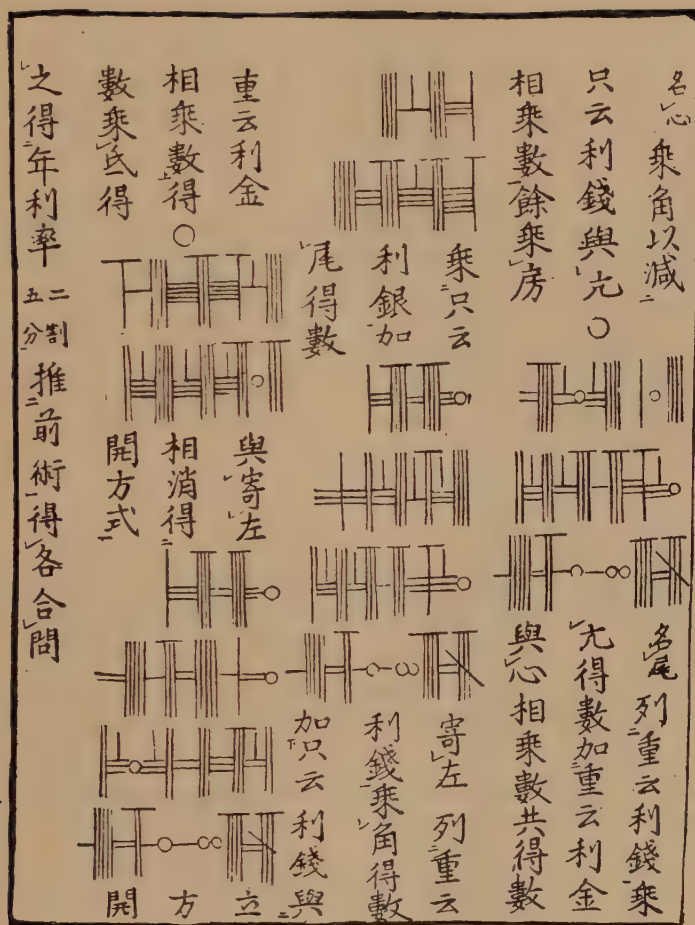 名心
乘角以減
只云利錢與亢〇
相乘數餘乘房
名尾
列重云利錢乘
亢得數加重云利金
與心相乘數共得數
乘只云
利銀加
尾得數
寄左
列重云
利錢乘角得數
加只云利錢與
重云利金
相乘數得〇
數乘氐得
與寄左
相消得
開方式
立
方
開
之得年利率
二割
五分
推前術得各合問